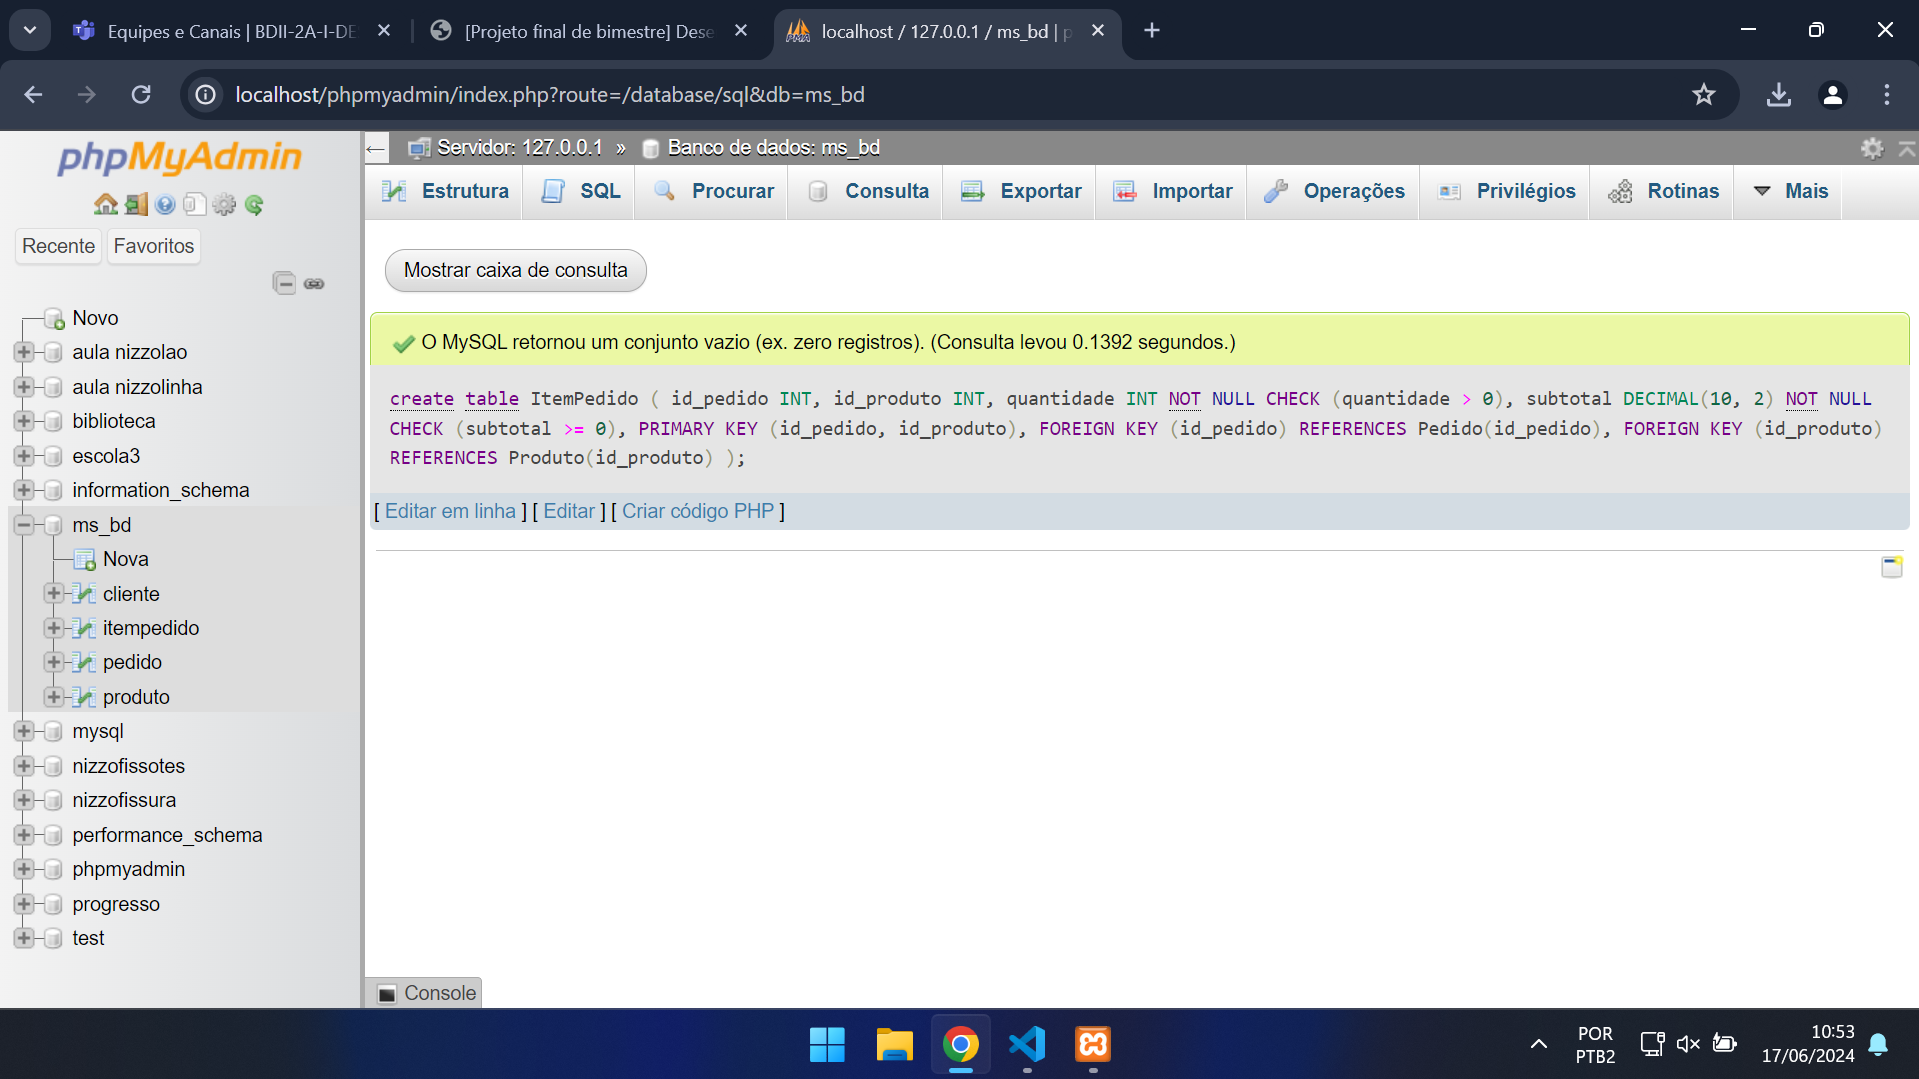 Equipes e Canais | BDII-2A-I-DE
[Projeto final de bimestre] Dese
localhost / 127.0.0.1 / ms_bd | p
localhost/phpmyadmin/index.php?route=/database/sql&db=ms_bd
phpMyAdmin
Recente
Favoritos
Novo
aula nizzolao
aula nizzolinha
biblioteca
escola3
information_schema
ms_bd
Nova
cliente
itempedido
pedido
produto
mysql
nizzofissotes
nizzofissura
performance_schema
phpmyadmin
progresso
test
Servidor: 127.0.0.1 » Banco de dados: ms_bd
Estrutura SQL Procurar Consulta Exportar Importar Operações Privilégios Rotinas Mais
Mostrar caixa de consulta
O MySQL retornou um conjunto vazio (ex. zero registros). (Consulta levou 0.1392 segundos.)
create table ItemPedido ( id_pedido INT, id_produto INT, quantidade INT NOT NULL CHECK (quantidade > 0), subtotal DECIMAL(10, 2) NOT NULL
CHECK (subtotal >= 0), PRIMARY KEY (id_pedido, id_produto), FOREIGN KEY (id_pedido) REFERENCES Pedido(id_pedido), FOREIGN KEY (id_produto)
REFERENCES Produto(id_produto) );
[ Editar em linha ] [ Editar ] [ Criar código PHP ]
Console
POR
PTB2
10:53
17/06/2024